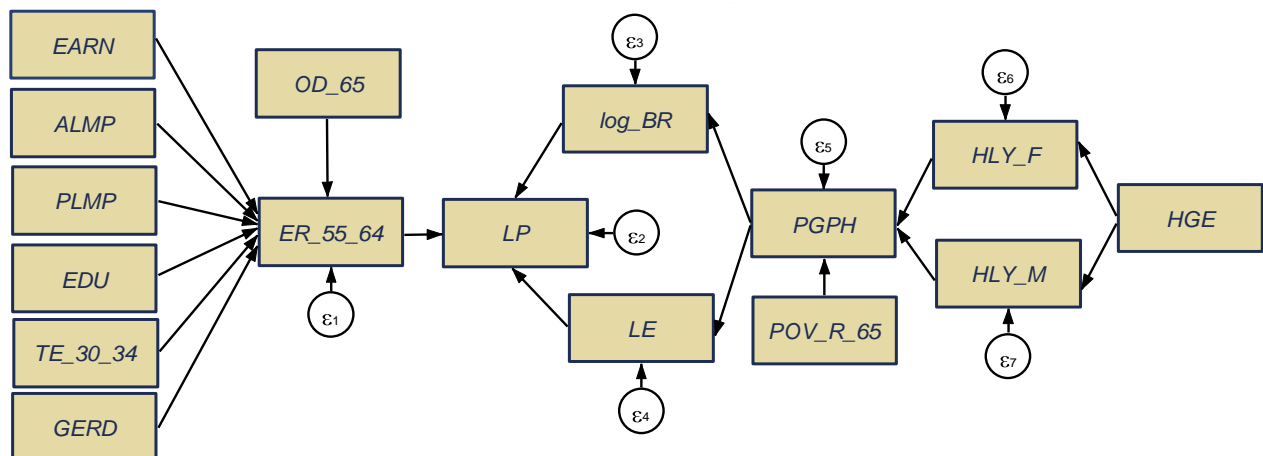 EARN
ALMP
PLMP
EDU
TE_30_34
GERD
OD_65
ER_55_64
ε1
LP
ε2
ε3
log_BR
LE
ε4
ε5
PGPH
POV_R_65
ε6
HLY_F
HLY_M
ε7
HGE